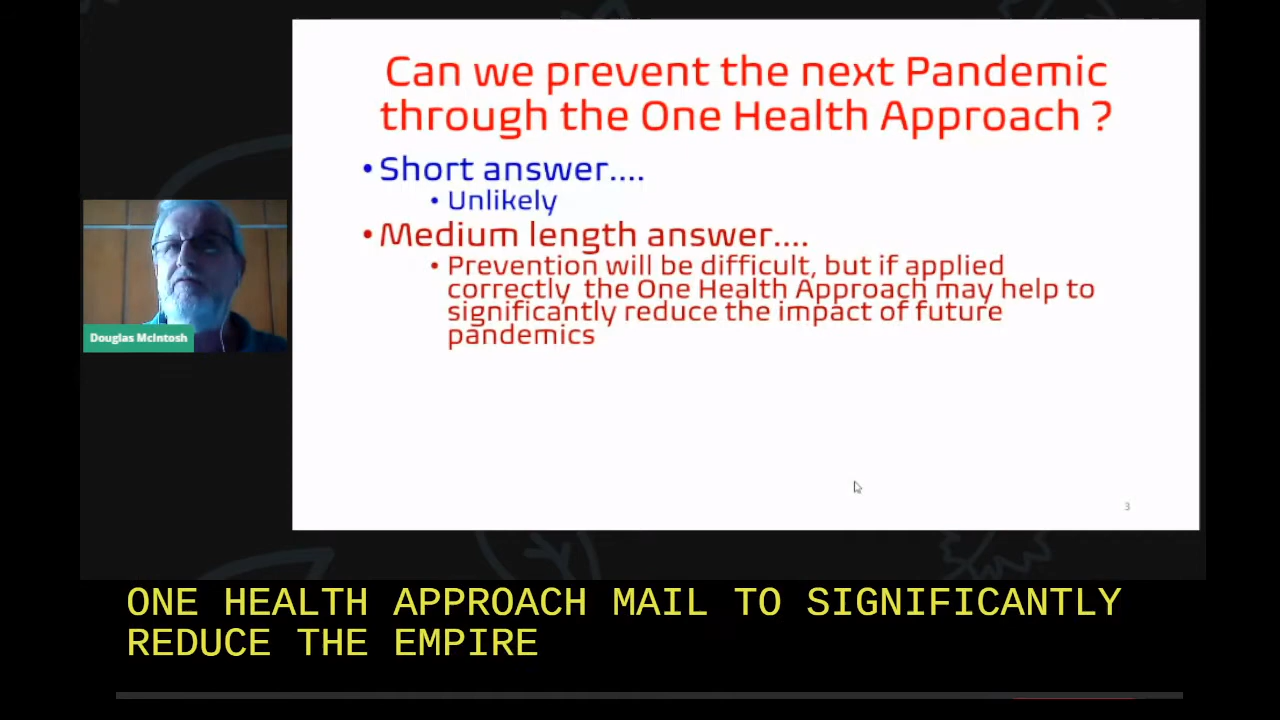 Can we prevent the next Pandemic
through the One Health Approach ?
• Short answer....
• Unlikely
• Medium length answer....
• Prevention will be difficult, but if applied
correctly the One Health Approach may help to
significantly reduce the impact of future
pandemics
Douglas McIntosh
3
ONE HEALTH APPROACH MAIL TO SIGNIFICANTLY
REDUCE THE EMPIRE